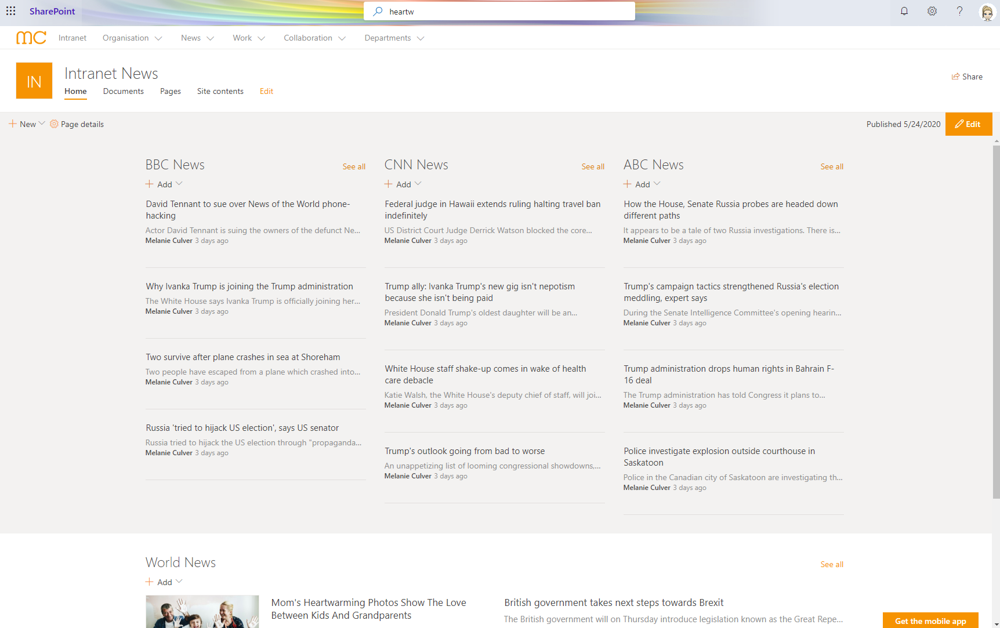 SharePoint
heartw
mc
Intranet
Organisation
News
Work
Collaboration
Departments
IN
Intranet News
Home
Documents
Pages
Site contents
Edit
Share
New
Page details
Published 5/24/2020
Edit
BBC News
See all
Add
David Tennant to sue over News of the World phone-
hacking
Actor David Tennant is suing the owners of the defunct Ne...
Melanie Culver 3 days ago
Why Ivanka Trump is joining the Trump administration
The White House says Ivanka Trump is officially joining her...
Melanie Culver 3 days ago
Two survive after plane crashes in sea at Shoreham
Two people have escaped from a plane which crashed into...
Melanie Culver 3 days ago
Russia 'tried to hijack US election', says US senator
Russia tried to hijack the US election through "propaganda...
Melanie Culver 3 days ago
CNN News
See all
Add
Federal judge in Hawaii extends ruling halting travel ban
indefinitely
US District Court Judge Derrick Watson blocked the core...
Melanie Culver 3 days ago
Trump ally: Ivanka Trump's new gig isn't nepotism
because she isn't being paid
President Donald Trump's oldest daughter will be an...
Melanie Culver 3 days ago
White House staff shake-up comes in wake of health
care debacle
Katie Walsh, the White House's deputy chief of staff, will joi...
Melanie Culver 3 days ago
Trump's outlook going from bad to worse
An unappetizing list of looming congressional showdowns,...
Melanie Culver 3 days ago
ABC News
See all
Add
How the House, Senate Russia probes are headed down
different paths
It appears to be a tale of two Russia investigations. There is...
Melanie Culver 3 days ago
Trump's campaign tactics strengthened Russia's election
meddling, expert says
During the Senate Intelligence Committee's opening hearin...
Melanie Culver 3 days ago
Trump administration drops human rights in Bahrain F-
16 deal
The Trump administration has told Congress it plans to...
Melanie Culver 3 days ago
Police investigate explosion outside courthouse in
Saskatoon
Police in the Canadian city of Saskatoon are investigating th...
Melanie Culver 3 days ago
World News
See all
Add
Mom's Heartwarming Photos Show The Love
Between Kids And Grandparents
British government takes next steps towards Brexit
The British government will on Thursday introduce legislation known as the Great Repe...
Get the mobile app